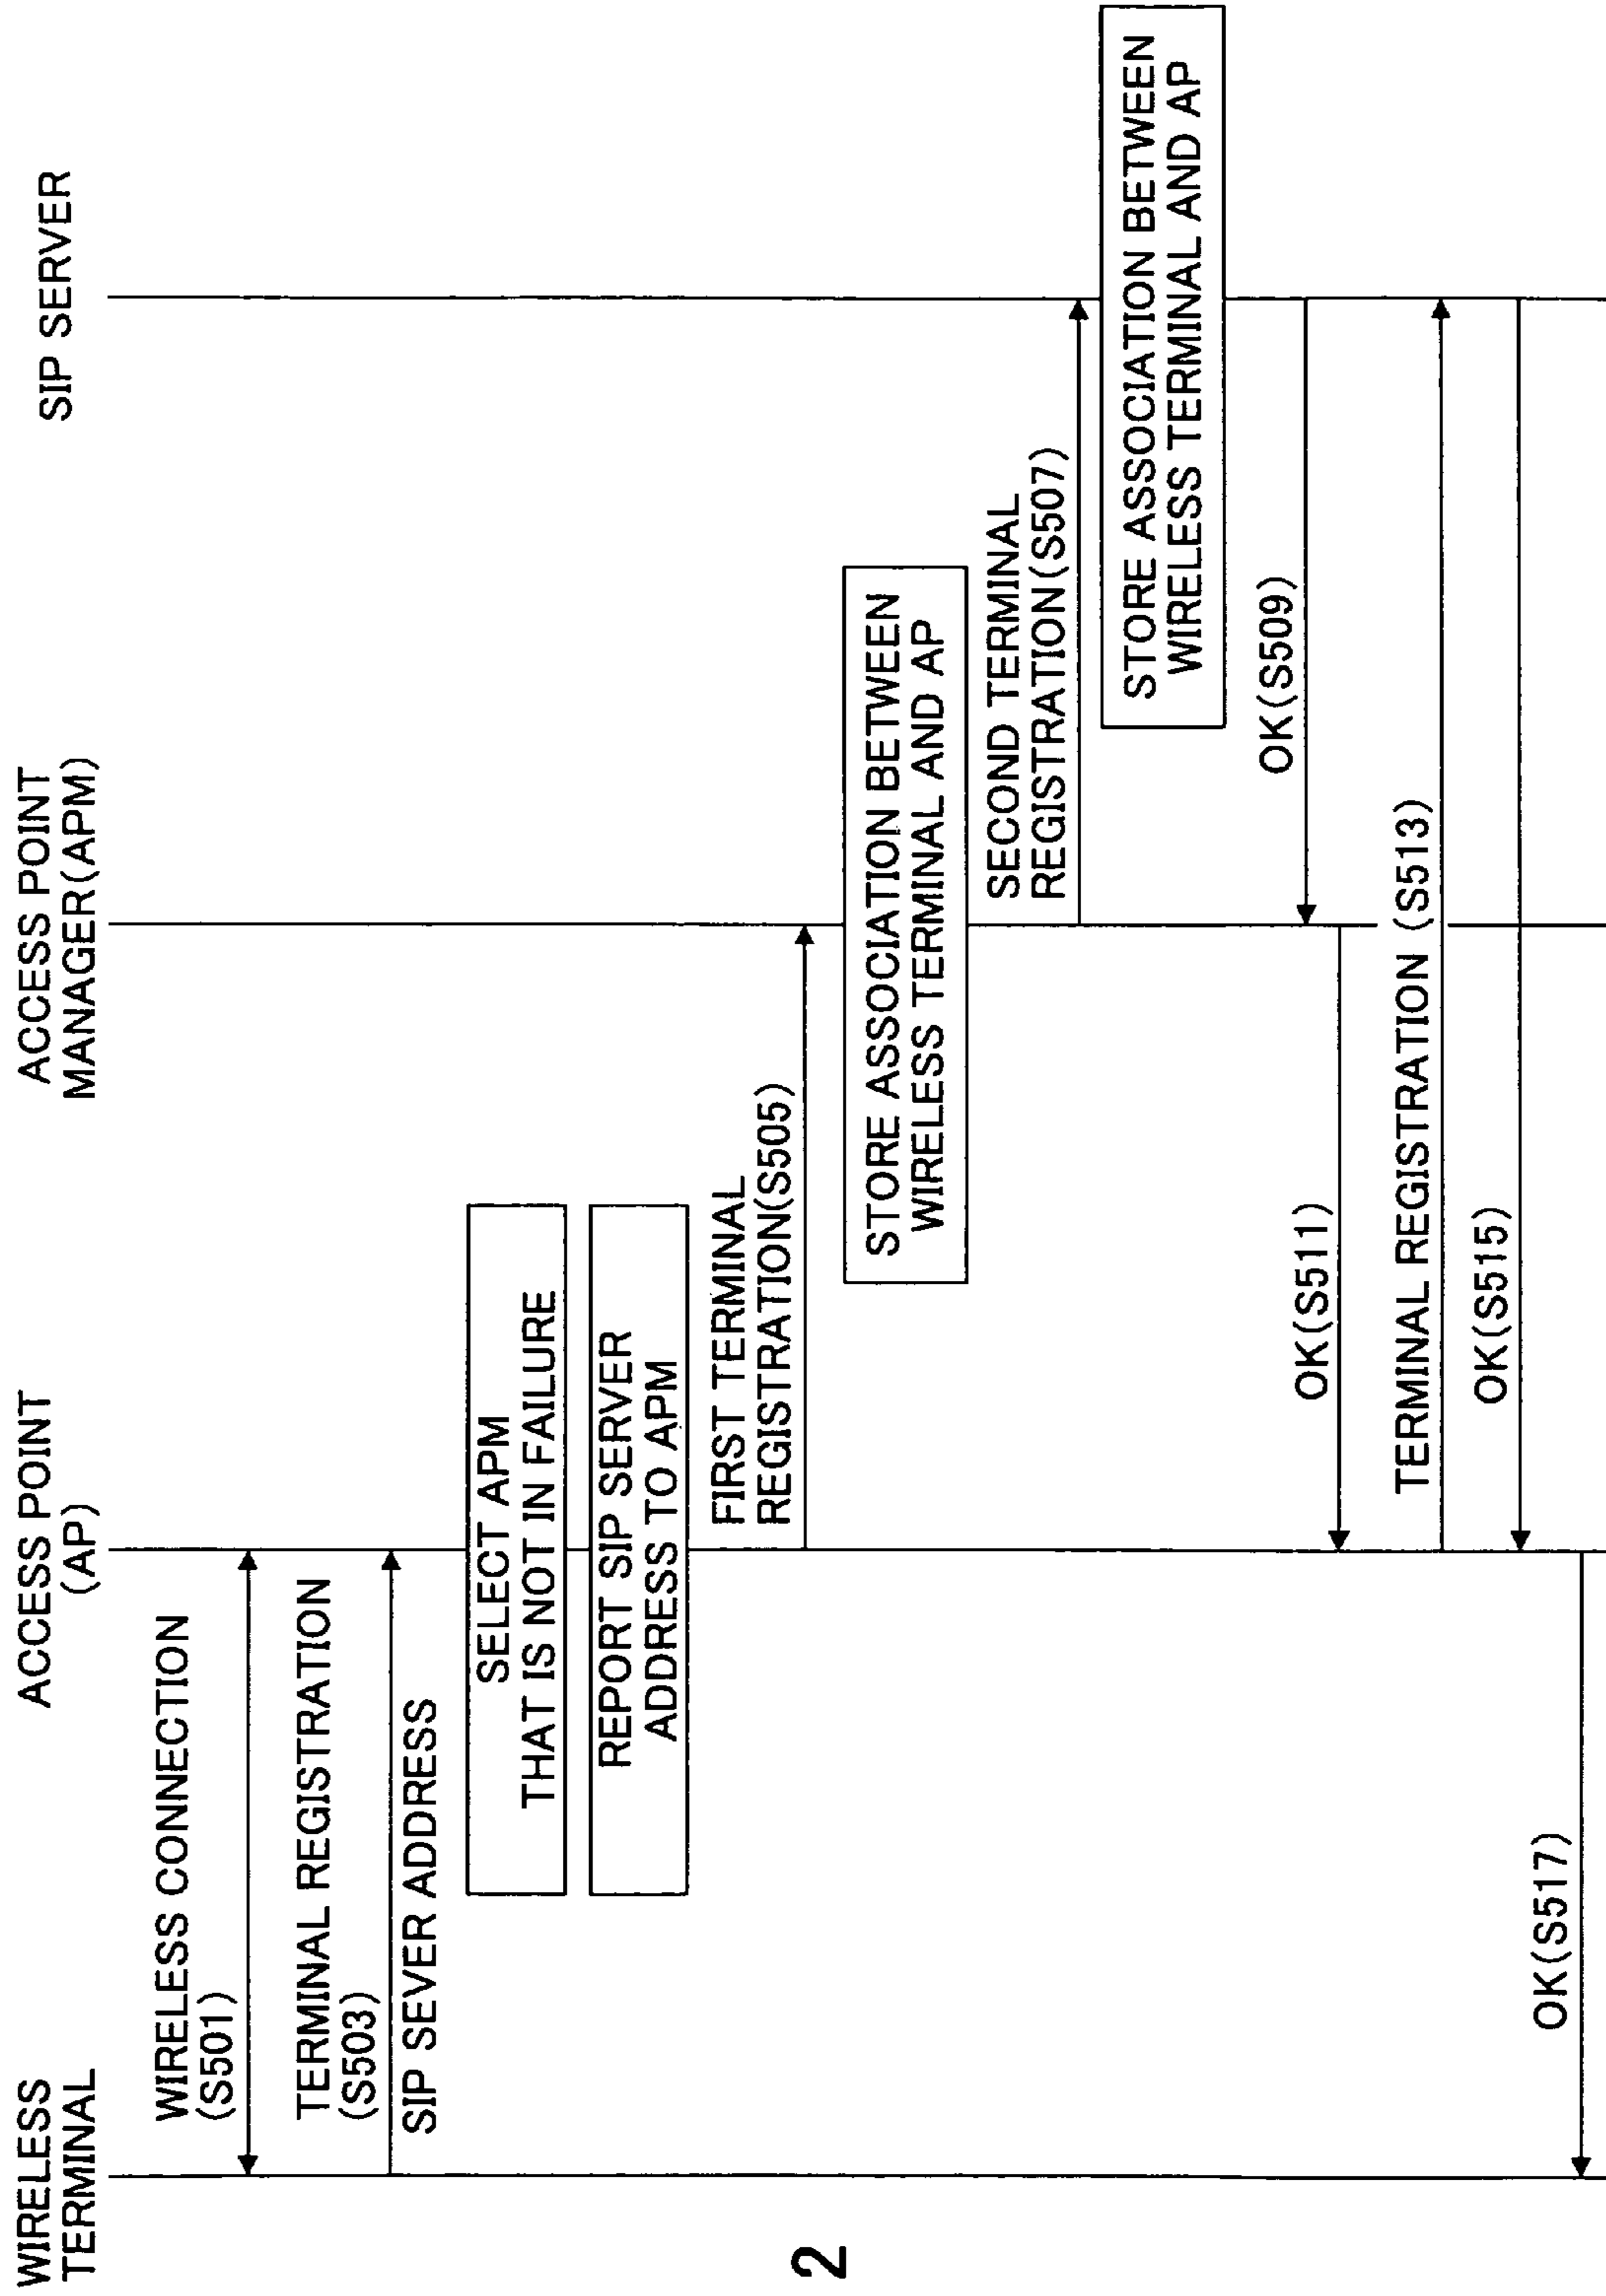 WIRELESS
TERMINAL
ACCESS POINT
(AP)
ACCESS POINT
MANAGER(APM)
SIP SERVER
WIRELESS CONNECTION
(S501)
TERMINAL REGISTRATION
(S503)
SIP SEVER ADDRESS
SELECT APM
THAT IS NOT IN FAILURE
REPORT SIP SERVER
ADDRESS TO APM
FIRST TERMINAL
REGISTRATION(S505)
STORE ASSOCIATION BETWEEN
WIRELESS TERMINAL AND AP
SECOND TERMINAL
REGISTRATION(S507)
STORE ASSOCIATION BETWEEN
WIRELESS TERMINAL AND AP
OK(S509)
OK(S511)
TERMINAL REGISTRATION (S513)
OK(S515)
OK(S517)
2